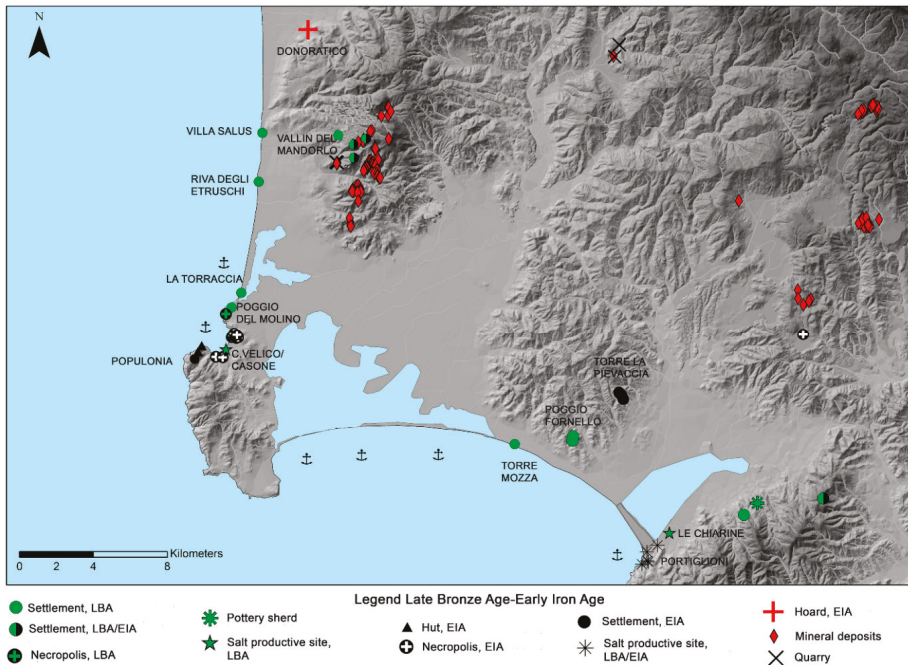 N
DONORATICO
VILLA SALUS
VALLIN DEL
MANDORLO
RIVA DEGLI
ETRUSCHI
LA TORRACCIA
POGGIO
DEL MOLINO
POPULONIA
C.VELICO/
CASONE
TORRE LA
PIEVACCIA
POGGIO
FORNELLO
TORRE
MOZZA
LE CHIARINE
PORTIGLIONI
Kilometers
0 2 4 8
Legend Late Bronze Age-Early Iron Age
Settlement, LBA
Settlement, LBA/EIA
Necropolis, LBA
Pottery sherd
Salt productive site,
LBA
Hut, EIA
Necropolis, EIA
Settlement, EIA
Salt productive site,
LBA/EIA
Hoard, EIA
Mineral deposits
Quarry